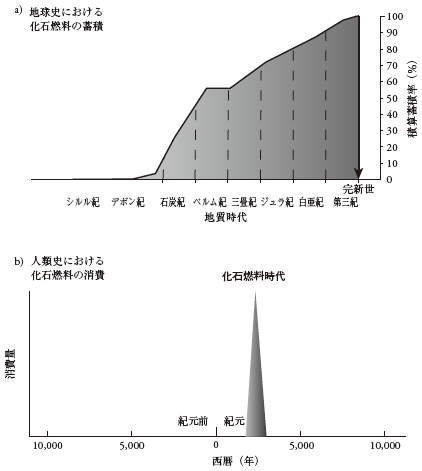 a) 地球史における
化石燃料の蓄積
100
90
80
70
60
50
40
30
20
10
0
積算蓄積率 (%)
完新世
シルル紀 デボン紀 石炭紀 ペルム紀 三畳紀 ジュラ紀 白亜紀 第三紀
地質時代
b) 人類史における
化石燃料の消費
化石燃料時代
消費量
紀元前 紀元
10,000 5,000 0 5,000 10,000
西暦 (年)